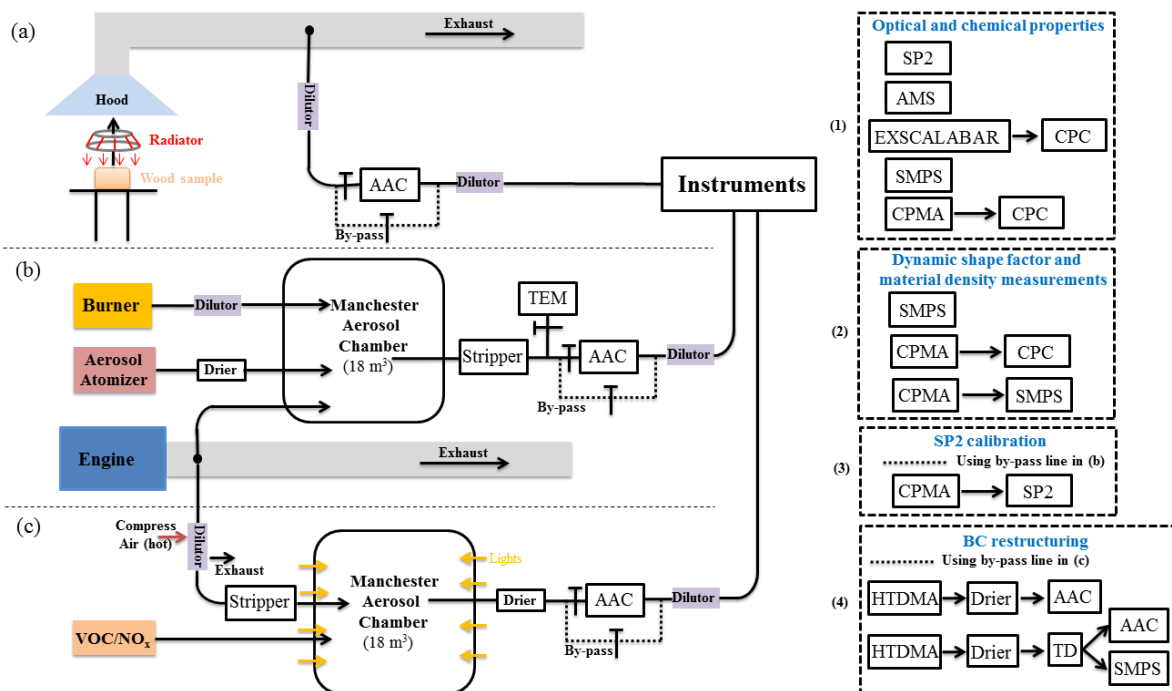 (a)
Exhaust
Hood
Radiator
Wood sample
Dilutor
AAC
By-pass
Dilutor
Instruments
(b)
Burner
Dilutor
Aerosol
Atomizer
Drier
Manchester
Aerosol
Chamber
(18 m³)
TEM
Stripper
AAC
Dilutor
By-pass
Engine
Exhaust
(c)
Compress
Air (hot)
Dilutor
Exhaust
Stripper
VOC/NOₓ
Lights
Manchester
Aerosol
Chamber
(18 m³)
Drier
AAC
Dilutor
By-pass
Optical and chemical properties
(1)
SP2
AMS
EXSCALABAR
CPC
SMPS
CPMA
CPC
Dynamic shape factor and
material density measurements
(2)
SMPS
CPMA
CPC
CPMA
SMPS
SP2 calibration
Using by-pass line in (b)
(3)
CPMA
SP2
BC restructuring
Using by-pass line in (c)
(4)
HTDMA
Drier
AAC
HTDMA
Drier
TD
AAC
SMPS